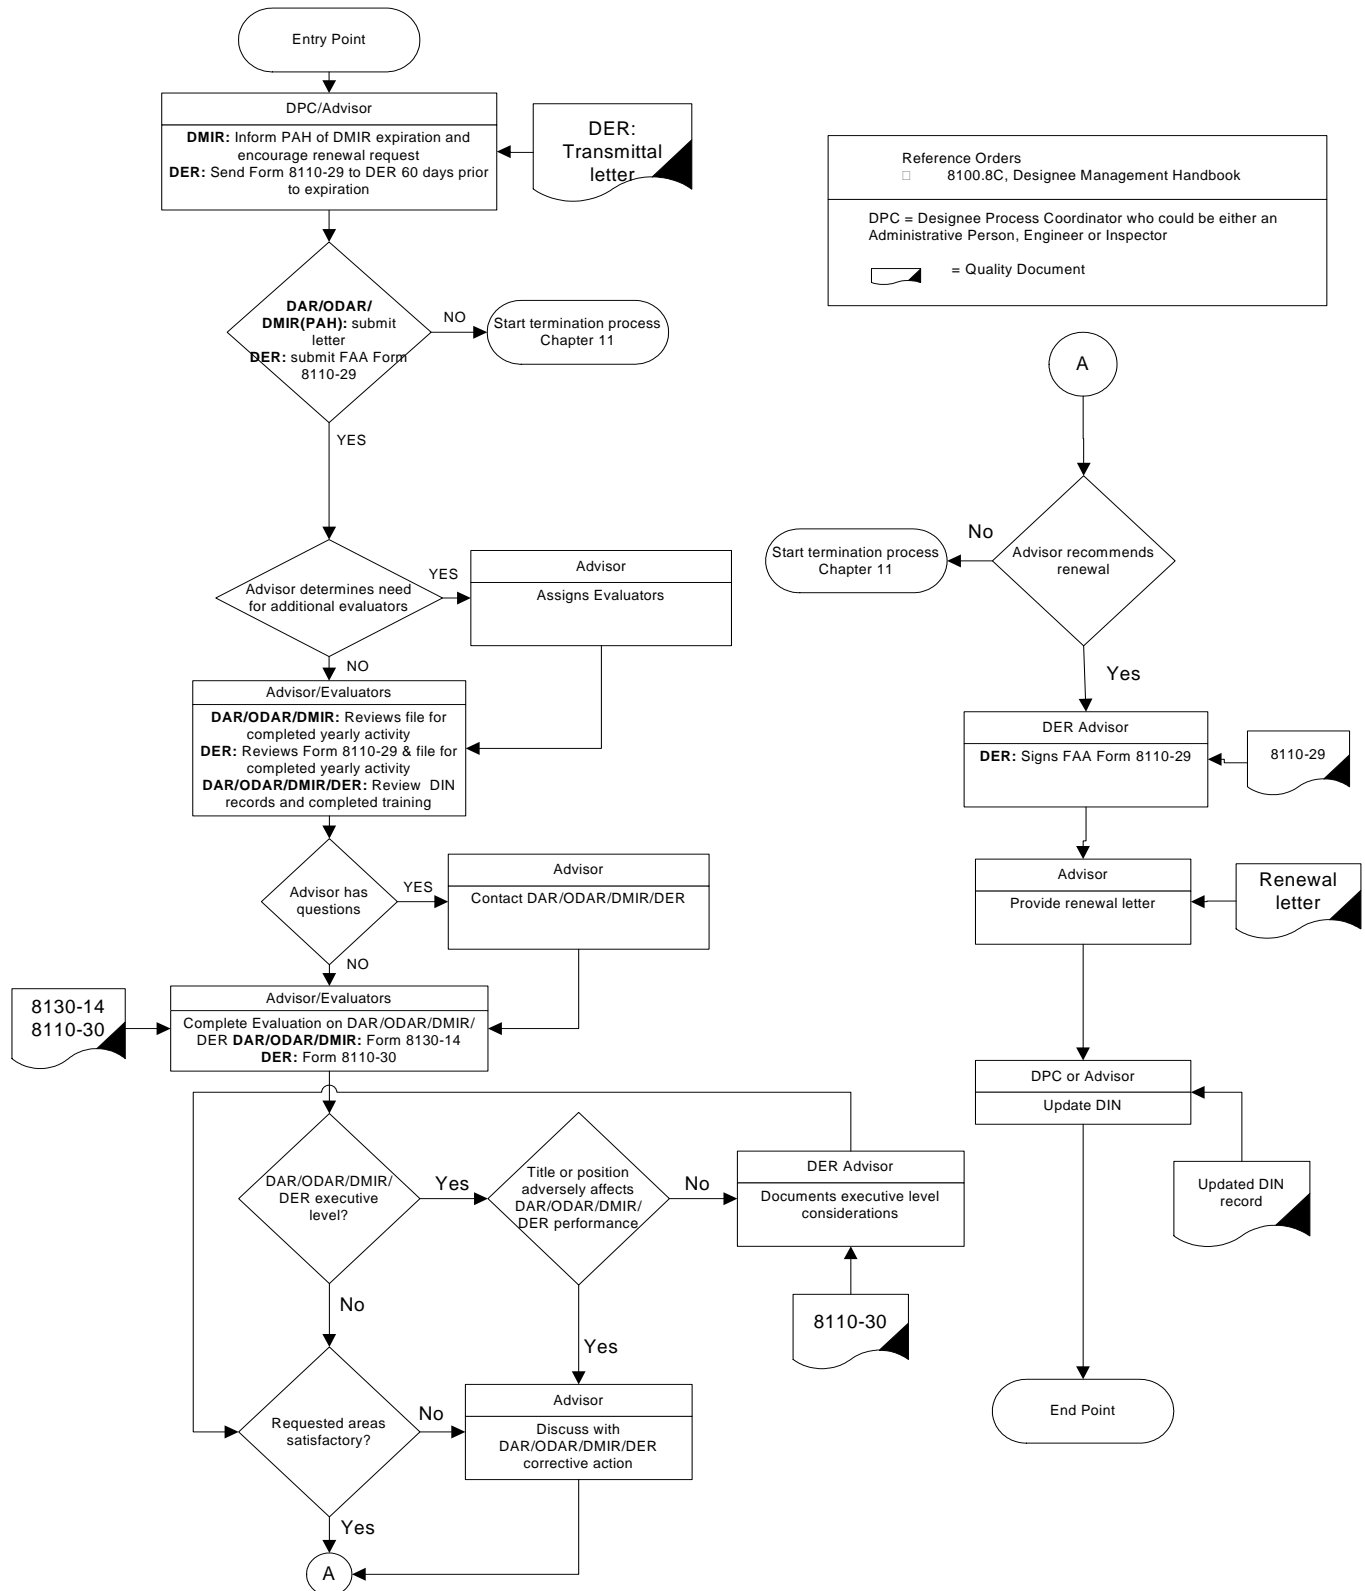 Entry Point
DPC/Advisor
DMIR: Inform PAH of DMIR expiration and
encourage renewal request
DER: Send Form 8110-29 to DER 60 days prior
to expiration
DER:
Transmittal
letter
DAR/ODAR/
DMIR(PAH): submit
letter
DER: submit FAA Form
8110-29
NO
Start termination process
Chapter 11
YES
Advisor determines need
for additional evaluators
YES
Advisor
Assigns Evaluators
NO
Advisor/Evaluators
DAR/ODAR/DMIR: Reviews file for
completed yearly activity
DER: Reviews Form 8110-29 & file for
completed yearly activity
DAR/ODAR/DMIR/DER: Review DIN
records and completed training
Advisor has
questions
YES
Advisor
Contact DAR/ODAR/DMIR/DER
NO
8130-14
8110-30
Advisor/Evaluators
Complete Evaluation on DAR/ODAR/DMIR/
DER DAR/ODAR/DMIR: Form 8130-14
DER: Form 8110-30
DAR/ODAR/DMIR/
DER executive
level?
Yes
Title or position
adversely affects
DAR/ODAR/DMIR/
DER performance
No
DER Advisor
Documents executive level
considerations
8110-30
No
Yes
Requested areas
satisfactory?
No
Advisor
Discuss with
DAR/ODAR/DMIR/DER
corrective action
Yes
A
Reference Orders
8100.8C, Designee Management Handbook
DPC = Designee Process Coordinator who could be either an
Administrative Person, Engineer or Inspector
= Quality Document
A
Advisor recommends
renewal
No
Start termination process
Chapter 11
Yes
DER Advisor
DER: Signs FAA Form 8110-29
8110-29
Advisor
Provide renewal letter
Renewal
letter
DPC or Advisor
Update DIN
Updated DIN
record
End Point